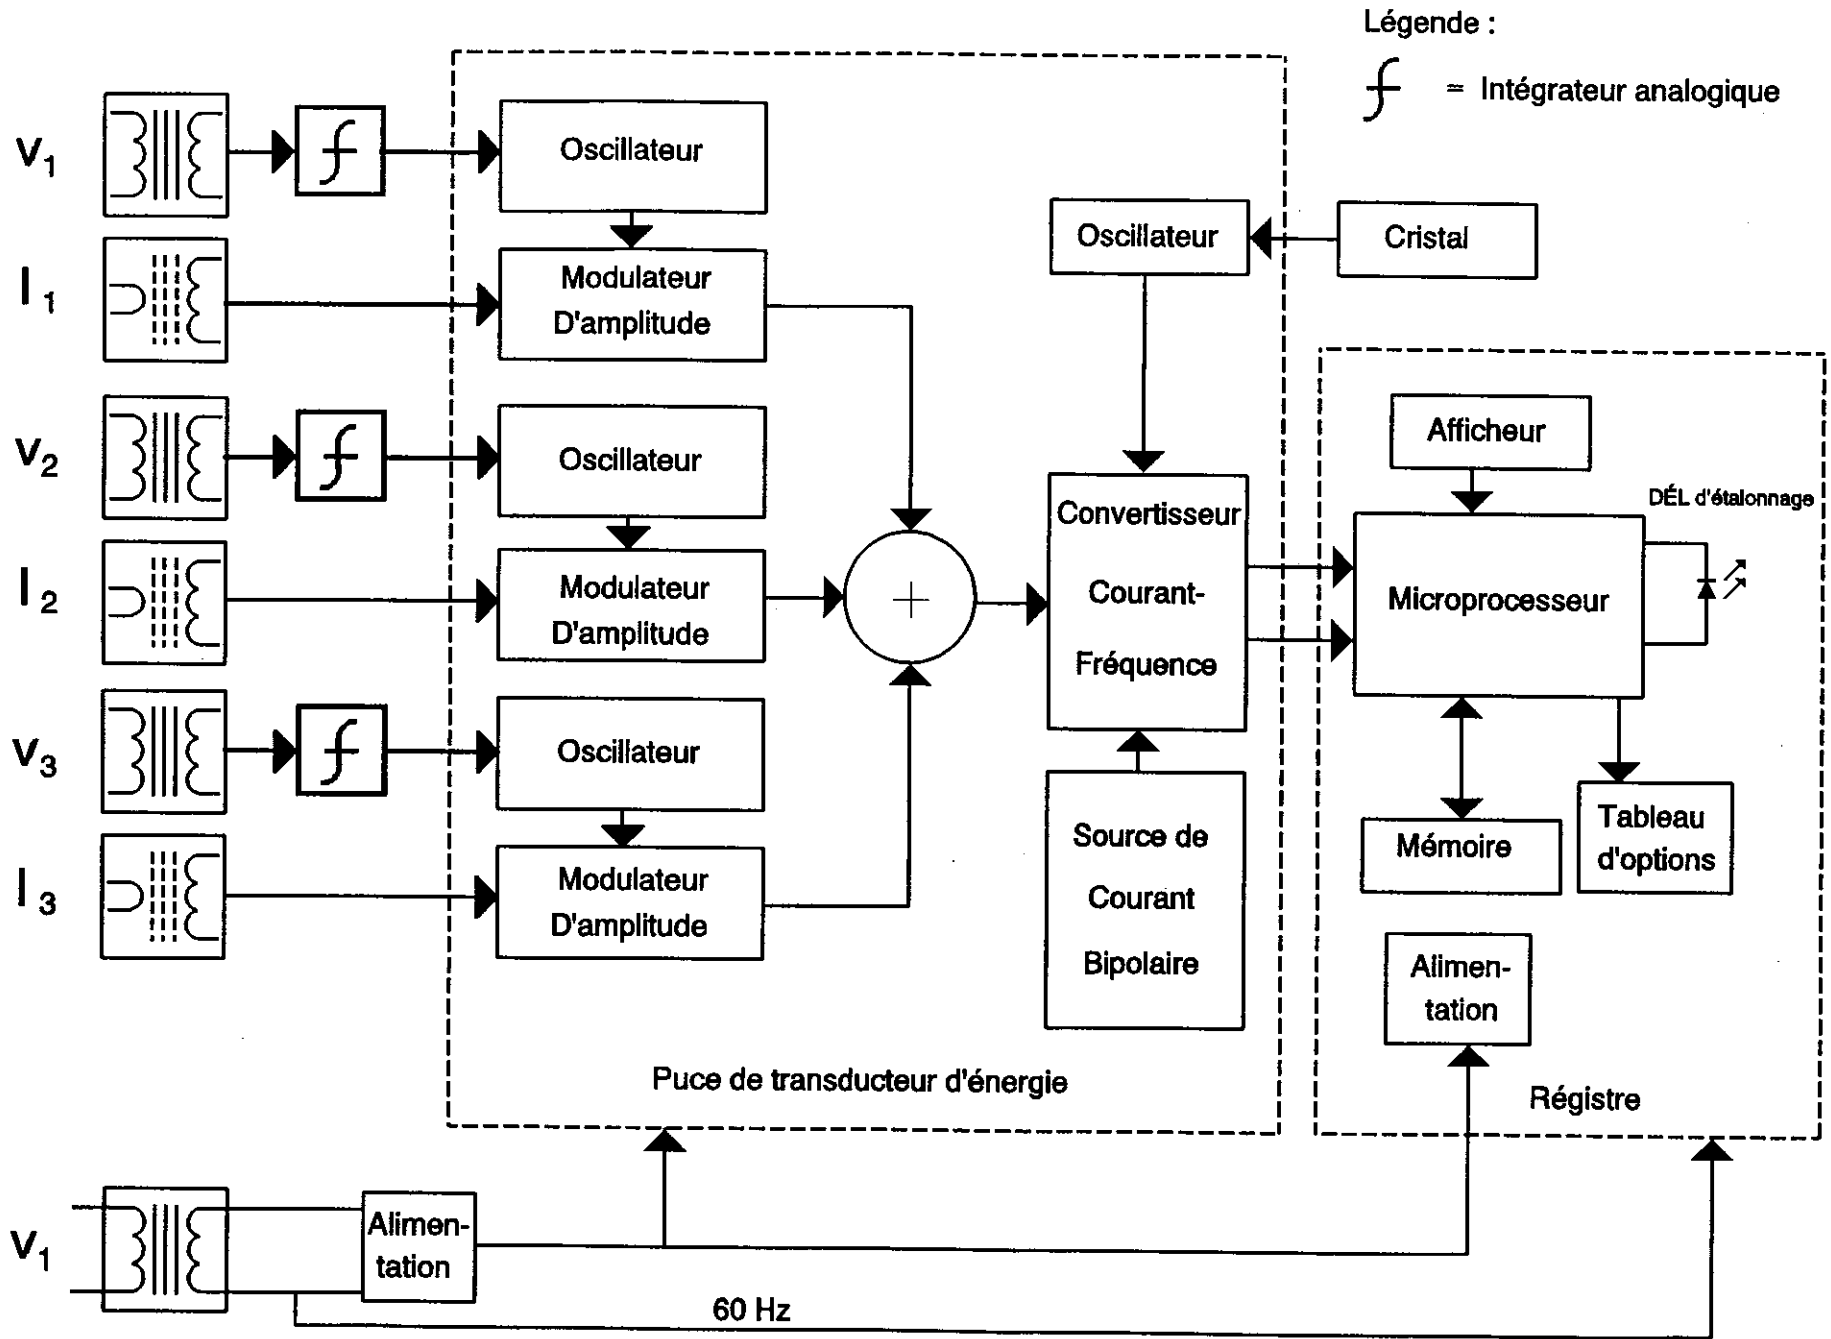 Légende :
= Intégrateur analogique
V1
Oscillateur
I1
Modulateur
D'amplitude
Oscillateur
Cristal
V2
Oscillateur
I2
Modulateur
D'amplitude
+
Convertisseur
Courant-
Fréquence
Afficheur
DÉL d'étalonnage
Microprocesseur
V3
Oscillateur
I3
Modulateur
D'amplitude
Source de
Courant
Bipolaire
Mémoire
Tableau
d'options
Alimen-
tation
Puce de transducteur d'énergie
Régistre
V1
Alimen-
tation
60 Hz